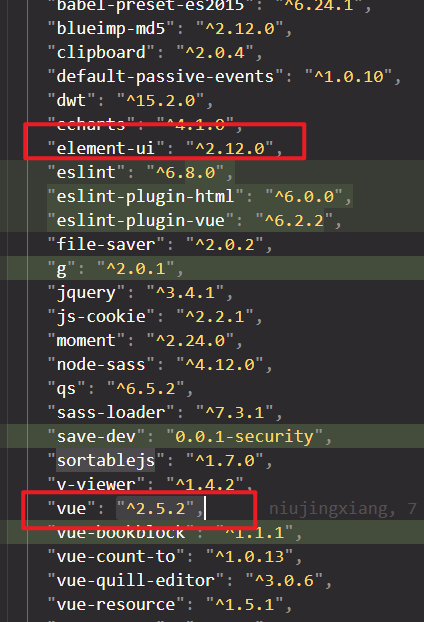 "babel-preset-es2015": "^6.24.1",
"blueimp-md5": "^2.12.0",
"clipboard": "^2.0.4",
"default-passive-events": "^1.0.10",
"dwt": "^15.2.0",
"echarts": "^4.1.0",
"element-ui": "^2.12.0",
"eslint": "^6.8.0",
"eslint-plugin-html": "^6.0.0",
"eslint-plugin-vue": "^6.2.2",
"file-saver": "^2.0.2",
"g": "^2.0.1",
"jquery": "^3.4.1",
"js-cookie": "^2.2.1",
"moment": "^2.24.0",
"node-sass": "^4.12.0",
"qs": "^6.5.2",
"sass-loader": "^7.3.1",
"save-dev": "0.0.1-security",
"sortablejs": "^1.7.0",
"v-viewer": "^1.4.2",
"vue": "^2.5.2", niujingxiang, 7
"vue-bookblock": "^1.1.1",
"vue-count-to": "^1.0.13",
"vue-quill-editor": "^3.0.6",
"vue-resource": "^1.5.1",